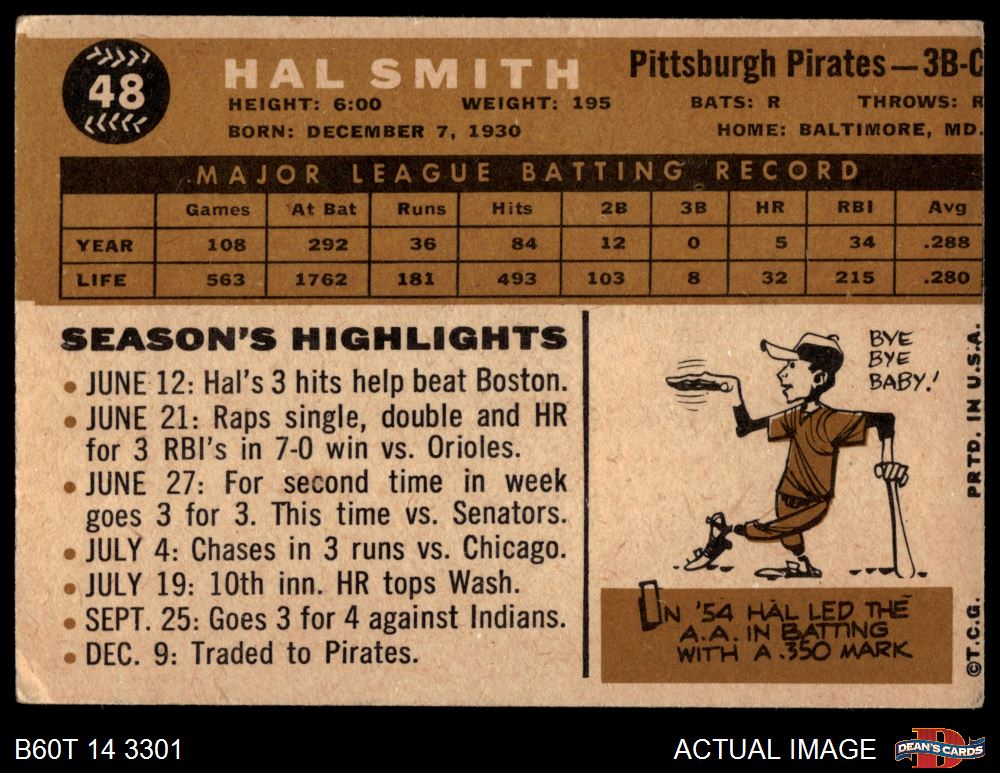 48
HAL SMITH
Pittsburgh Pirates—3B-C
HEIGHT: 6:00 WEIGHT: 195 BATS: R THROWS: R
BORN: DECEMBER 7, 1930 HOME: BALTIMORE, MD.
MAJOR LEAGUE BATTING RECORD
Games At Bat Runs Hits 2B 3B HR RBI Avg
YEAR 108 292 36 84 12 0 5 34 .288
LIFE 563 1762 181 493 103 8 32 215 .280
SEASON'S HIGHLIGHTS
• JUNE 12: Hal's 3 hits help beat Boston.
• JUNE 21: Raps single, double and HR
for 3 RBI's in 7-0 win vs. Orioles.
• JUNE 27: For second time in week
goes 3 for 3. This time vs. Senators.
• JULY 4: Chases in 3 runs vs. Chicago.
• JULY 19: 10th inn. HR tops Wash.
• SEPT. 25: Goes 3 for 4 against Indians.
• DEC. 9: Traded to Pirates.
BYE
BYE
BABY!
IN '54 HAL LED THE
A.A. IN BATTING
WITH A .350 MARK
©T.C.G. PRTD. IN U.S.A.
B60T 14 3301
ACTUAL IMAGE
D
DEAN'S CARDS